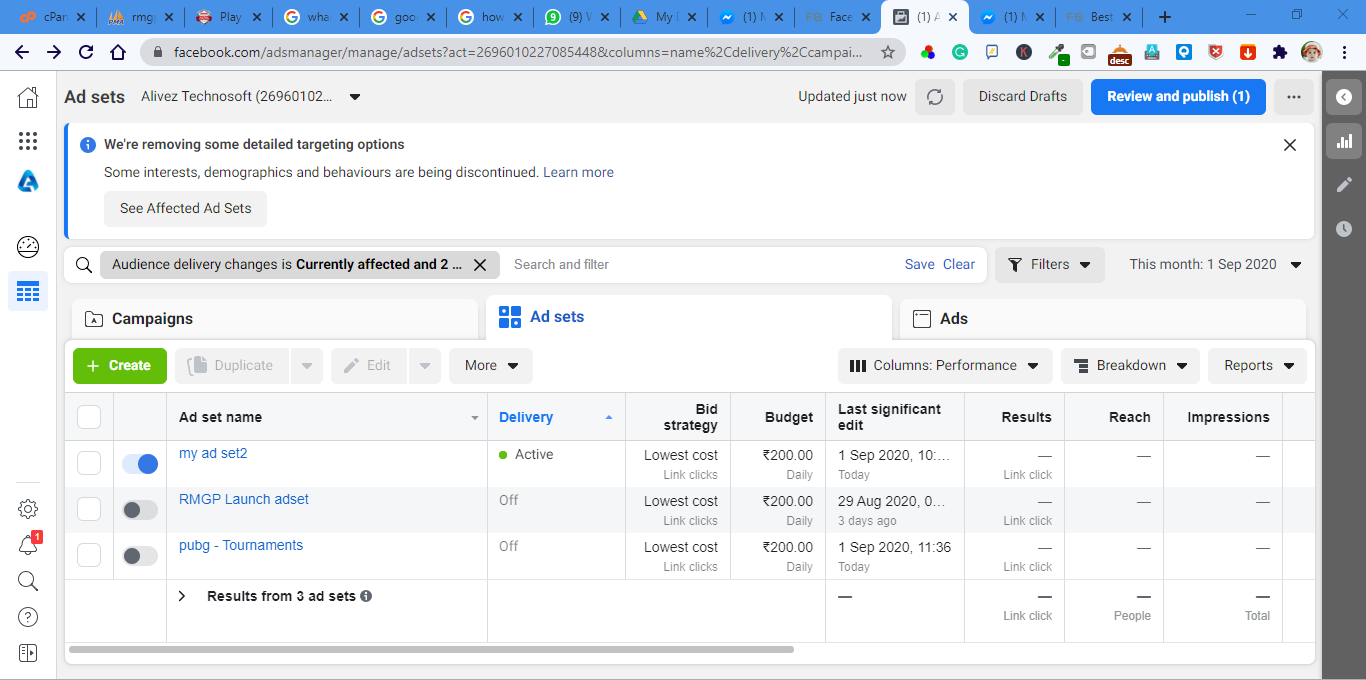 cPan
rmgp
Play
wha
goo
how
(9) W
My D
(1) M
Face
(1) A
(1) M
Best
facebook.com/adsmanager/manage/adsets?act=2696010227085448&columns=name%2Cdelivery%2Ccampai...
desc
Ad sets
Alivez Technosoft (26960102...
Updated just now
Discard Drafts
Review and publish (1)
We're removing some detailed targeting options
Some interests, demographics and behaviours are being discontinued. Learn more
See Affected Ad Sets
Audience delivery changes is Currently affected and 2 ...
Search and filter
Save
Clear
Filters
This month: 1 Sep 2020
Campaigns
Ad sets
Ads
+ Create
Duplicate
Edit
More
Columns: Performance
Breakdown
Reports
Ad set name
Delivery
Bid strategy
Budget
Last significant edit
Results
Reach
Impressions
my ad set2
Active
Lowest cost
Link clicks
₹200.00
Daily
1 Sep 2020, 10:...
Today
—
Link click
—
—
RMGP Launch adset
Off
Lowest cost
Link clicks
₹200.00
Daily
29 Aug 2020, 0...
3 days ago
—
Link click
—
—
pubg - Tournaments
Off
Lowest cost
Link clicks
₹200.00
Daily
1 Sep 2020, 11:36
Today
—
Link click
—
—
Results from 3 ad sets
—
—
Link click
—
People
—
Total
1